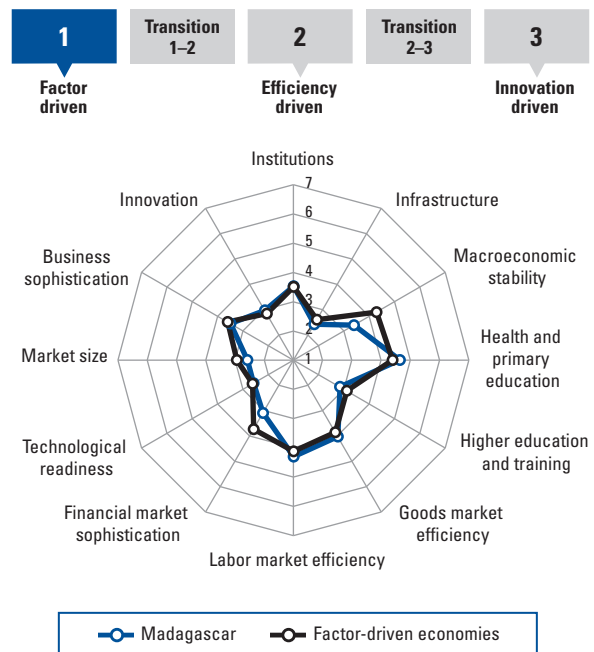 1
Transition
1–2
2
Transition
2–3
3
Factor
driven
Efficiency
driven
Innovation
driven
Institutions
7
Innovation
Infrastructure
6
5
Business
sophistication
Macroeconomic
stability
4
3
2
Market size
1
Health and
primary
education
Technological
readiness
Higher education
and training
Financial market
sophistication
Goods market
efficiency
Labor market efficiency
Madagascar
Factor-driven economies